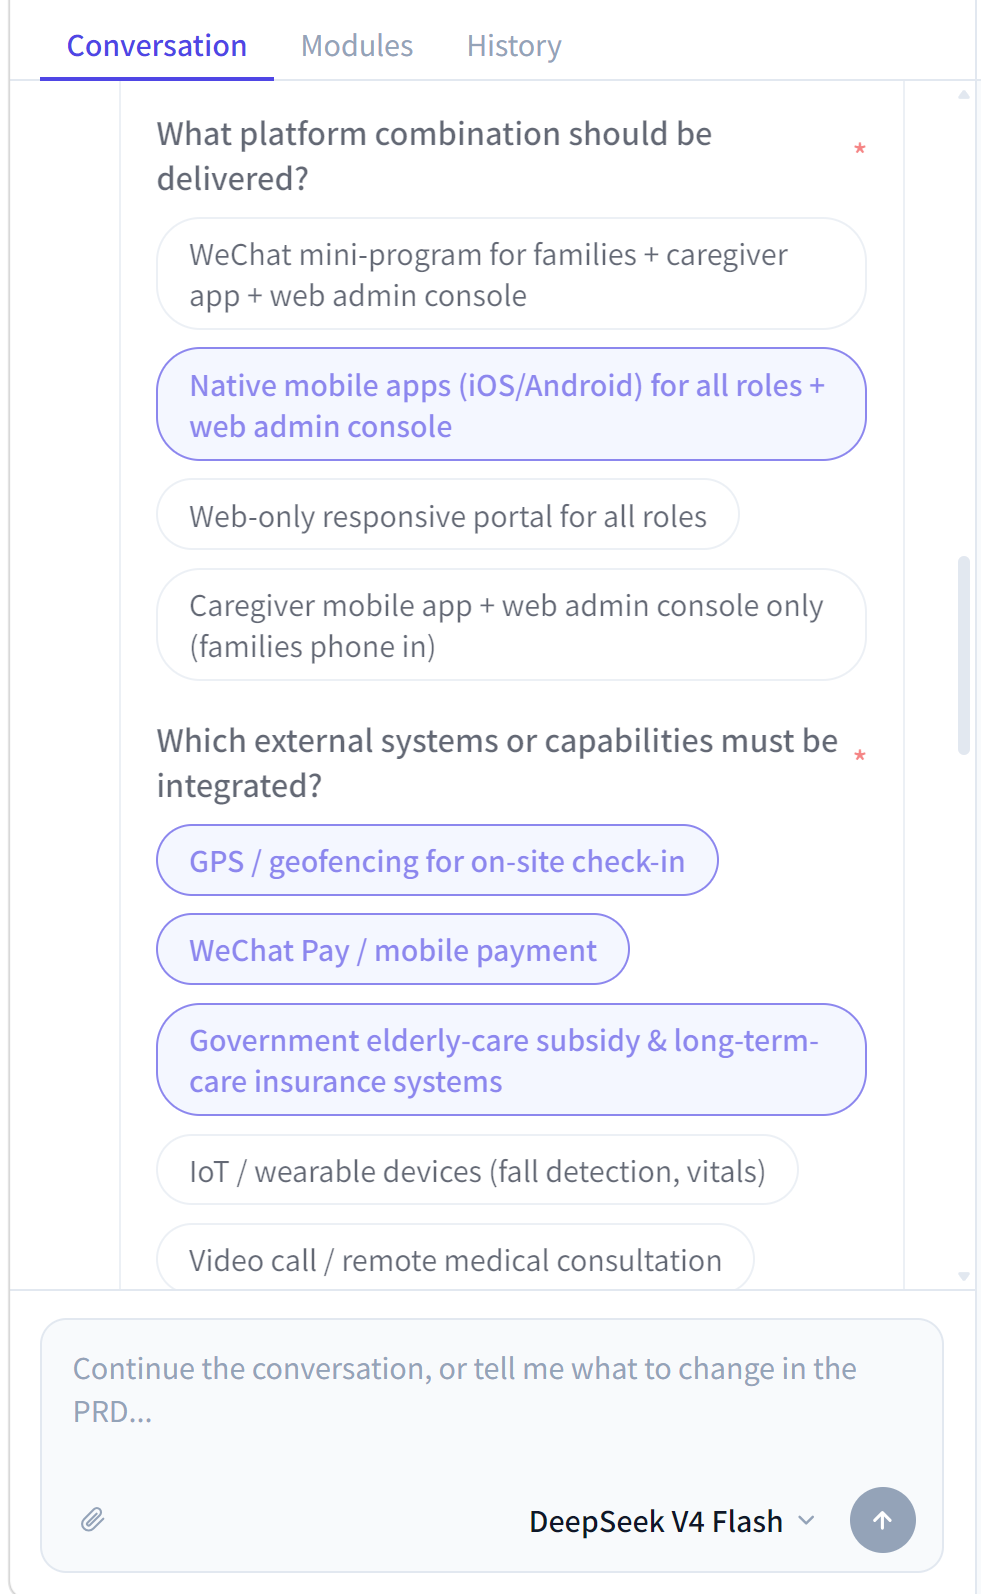 Conversation Modules History
What platform combination should be *
delivered?
WeChat mini-program for families + caregiver
app + web admin console
Native mobile apps (iOS/Android) for all roles +
web admin console
Web-only responsive portal for all roles
Caregiver mobile app + web admin console only
(families phone in)
Which external systems or capabilities must be *
integrated?
GPS / geofencing for on-site check-in
WeChat Pay / mobile payment
Government elderly-care subsidy & long-term-
care insurance systems
IoT / wearable devices (fall detection, vitals)
Video call / remote medical consultation
Continue the conversation, or tell me what to change in the
PRD...
DeepSeek V4 Flash